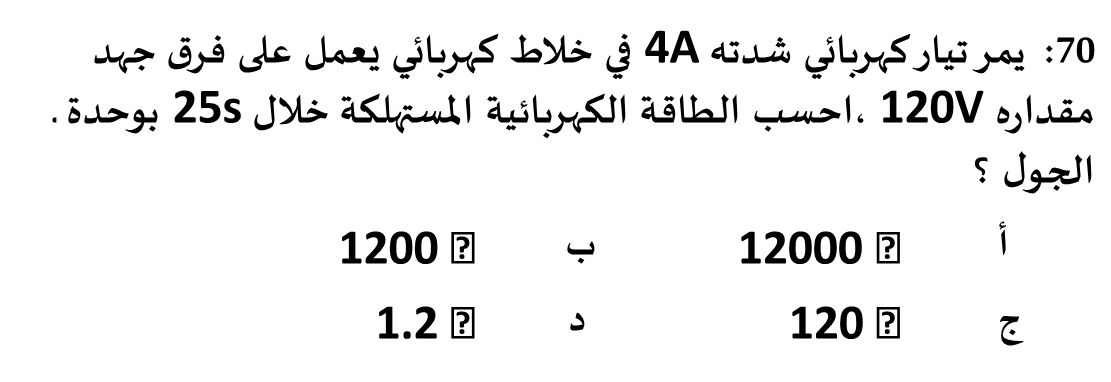 70: يمر تيار كهربائي شدته 4A في خلاط كهربائي يعمل على فرق جهد
مقداره 120V ،احسب الطاقة الكهربائية المستهلكة خلال 25s بوحدة .
الجول ؟
أ 12000 ب 1200
ج 120 د 1.2